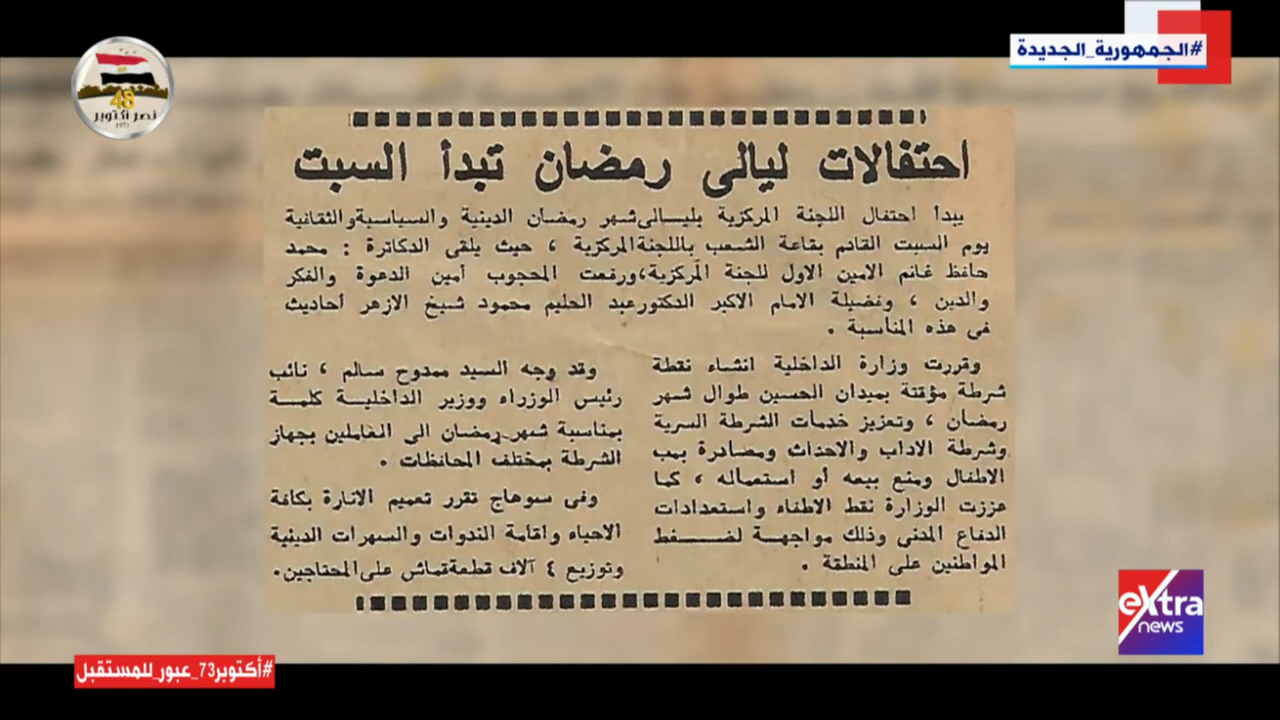 #الجمهورية_الجديدة
48
نصر أكتوبر
احتفالات ليالى رمضان تبدأ السبت
يبدأ احتفال اللجنة المركزية بليالى شهر رمضان الدينية والسياسية والثقافية
يوم السبت القادم بقاعة الشعب باللجنة المركزية ، حيث يلقى الدكاترة : محمد
حافظ غانم الامين الاول للجنة المركزية، ورفعت المحجوب أمين الدعوة والفكر
والدين ، وفضيلة الامام الاكبر الدكتور عبد الحليم محمود شيخ الازهر أحاديث
فى هذه المناسبة .
وقررت وزارة الداخلية انشاء نقطة
شرطة مؤقتة بميدان الحسين طوال شهر
رمضان ، وتعزيز خدمات الشرطة السرية
وشرطة الاداب والاحداث ومصادرة بمب
الاطفال ومنع بيعه أو استعماله ، كما
عززت الوزارة نقط الاطفاء واستعدادات
الدفاع المدنى وذلك مواجهة لضغط
المواطنين على المنطقة .
وقد وجه السيد ممدوح سالم ، نائب
رئيس الوزراء ووزير الداخلية كلمة
بمناسبة شهر رمضان الى العاملين بجهاز
الشرطة بمختلف المحافظات .
وفى سوهاج تقرر تعميم الانارة بكافة
الاحياء واقامة الندوات والسهرات الدينية
وتوزيع ٤ آلاف قطعة قماش على المحتاجين.
eXtra
news
#أكتوبر73_عبور_للمستقبل